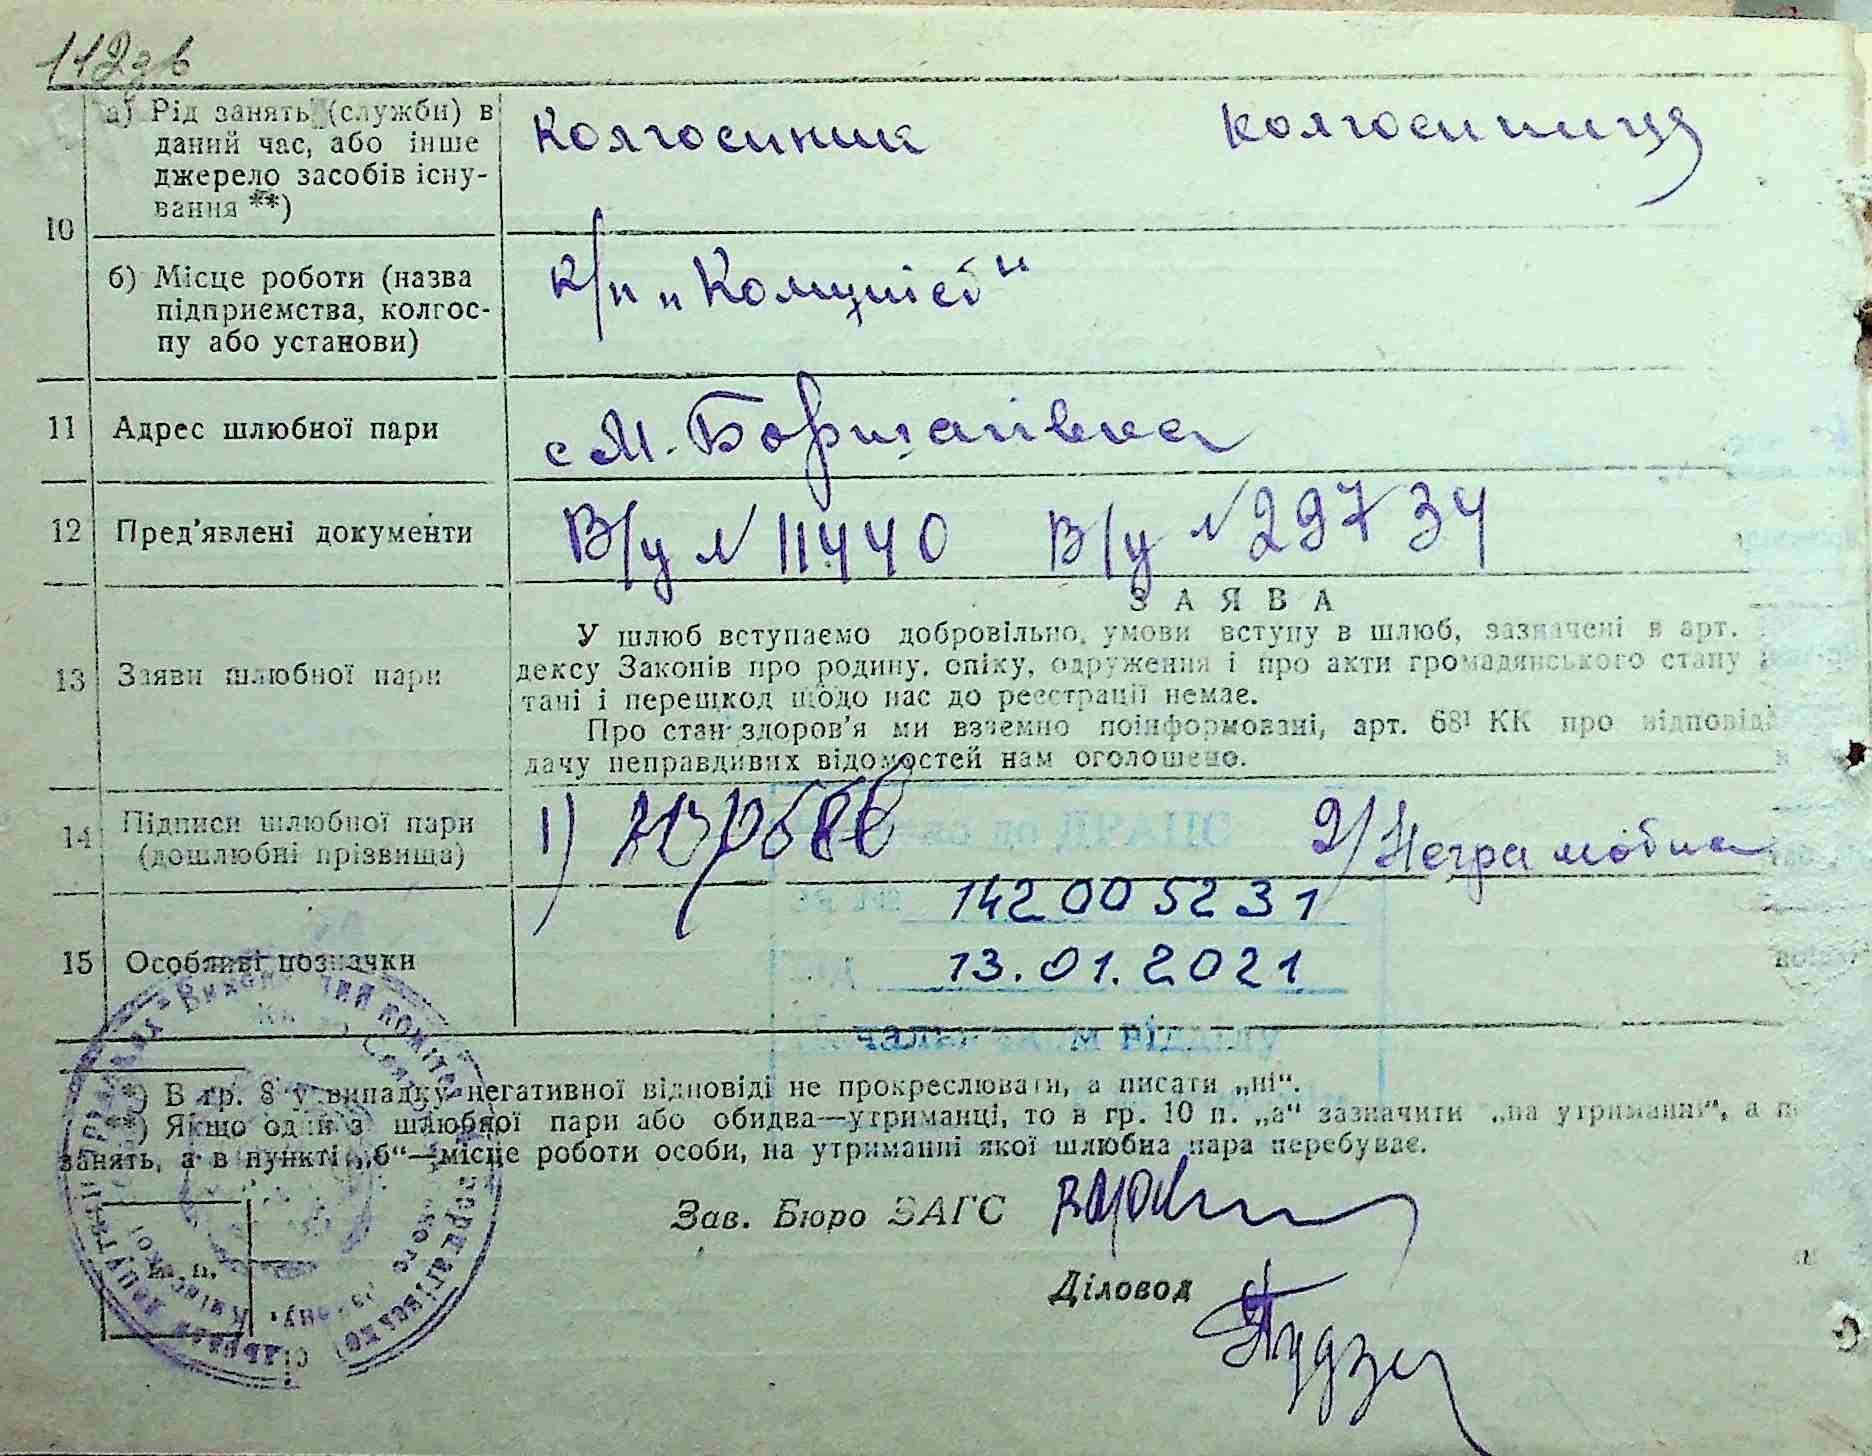 112зв
а) Рід занять (служби) в
даний час, або інше
джерело засобів існу-
вання **)
Колгоспник колгоспниця
10
б) Місце роботи (назва
підприємства, колгос-
пу або установи)
к/п „Комуніст“
11 Адрес шлюбної пари
с М. Борщагівка
12 Пред’явлені документи
В/у № 11440 В/у № 29734
13 Заяви шлюбної пари
ЗАЯВА
У шлюб вступаємо добровільно, умови вступу в шлюб, зазначені в арт.
дексу Законів про родину, опіку, одруження і про акти громадянського стану
тані і перешкод щодо нас до реєстрації немає.
Про стан здоров’я ми взаємно поінформовані, арт. 68¹ КК про відповіді
дачу неправдивих відомостей нам оголошено.
14 Підписи шлюбної пари
(дошлюбні прізвища)
1) 2/ Неграмотна
142005231
15 Особливі позначки
13.01.2021
*) В гр. 8 у випадку негативної відповіді не прокреслювати, а писати „ні“.
**) Якщо один з шлюбної пари або обидва—утриманці, то в гр. 10 п. „а“ зазначити „на утриманні“, а п
занять, а в пункті „б“—місце роботи особи, на утриманні якої шлюбна пара перебуває.
Зав. Бюро ЗАГС
м. п.
Діловод